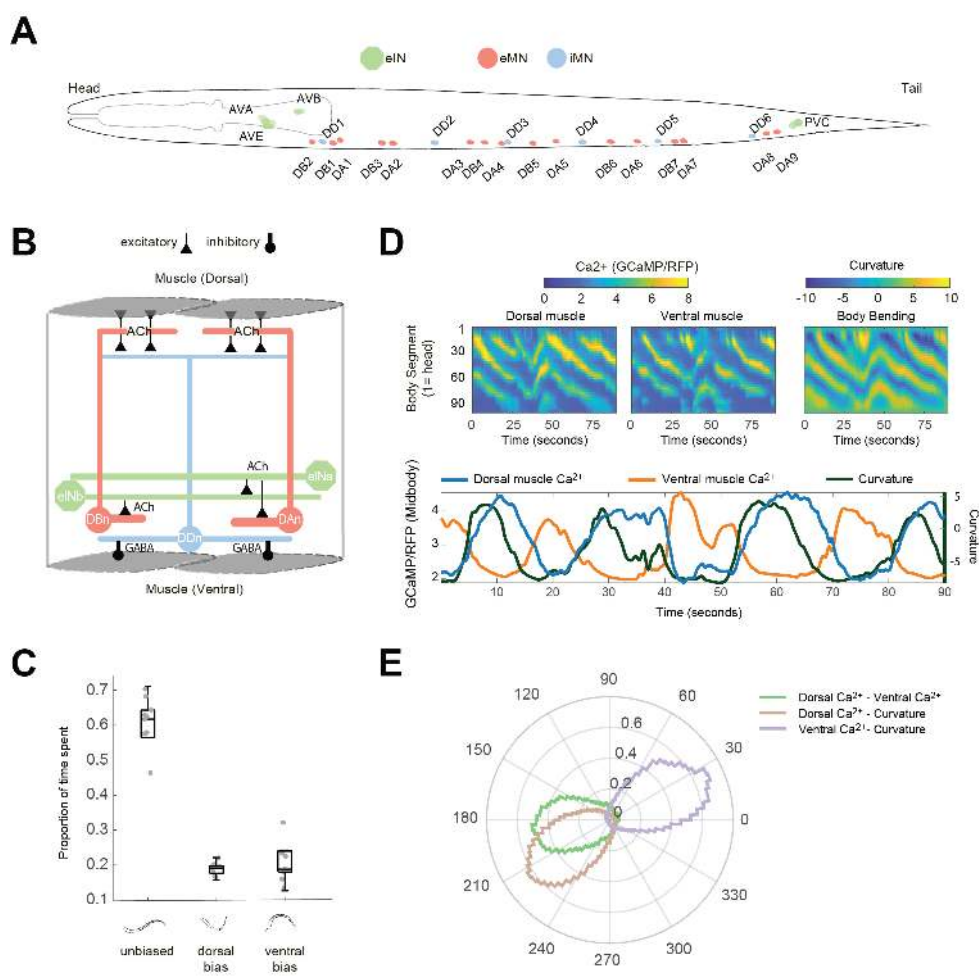 A
eIN eMN iMN
Head Tail
AVB
AVA
AVE
PVC
DD1 DD2 DD3 DD4 DD5 DD6
DB2 DB1 DA1 DB3 DA2 DA3 DB4 DA4 DB5 DA5 DB6 DA6 DB7 DA7 DA8 DA9
B
excitatory inhibitory
Muscle (Dorsal)
ACh ACh
ACh
eINa
eINb
ACh
DBn DAn
DDn
GABA GABA
Muscle (Ventral)
C
Proportion of time spent
0.7
0.6
0.5
0.4
0.3
0.2
0.1
unbiased dorsal bias ventral bias
D
Ca2+ (GCaMP/RFP) Curvature
0 2 4 6 8 -10 -5 0 5 10
Dorsal muscle Ventral muscle Body Bending
Body Segment
(1= head)
1
30
60
90
0 25 50 75 0 25 50 75 0 25 50 75
Time (seconds) Time (seconds) Time (seconds)
Dorsal muscle Ca2+ Ventral muscle Ca2+ Curvature
GCaMP/RFP (Midbody)
4
3
2
5
0
-5
Curvature
10 20 30 40 50 60 70 80 90
Time (seconds)
E
90
120 60
150 30
180 0
210 330
240 300
270
0.6
0.4
0.2
0
Dorsal Ca2+ - Ventral Ca2+
Dorsal Ca2+ - Curvature
Ventral Ca2+- Curvature